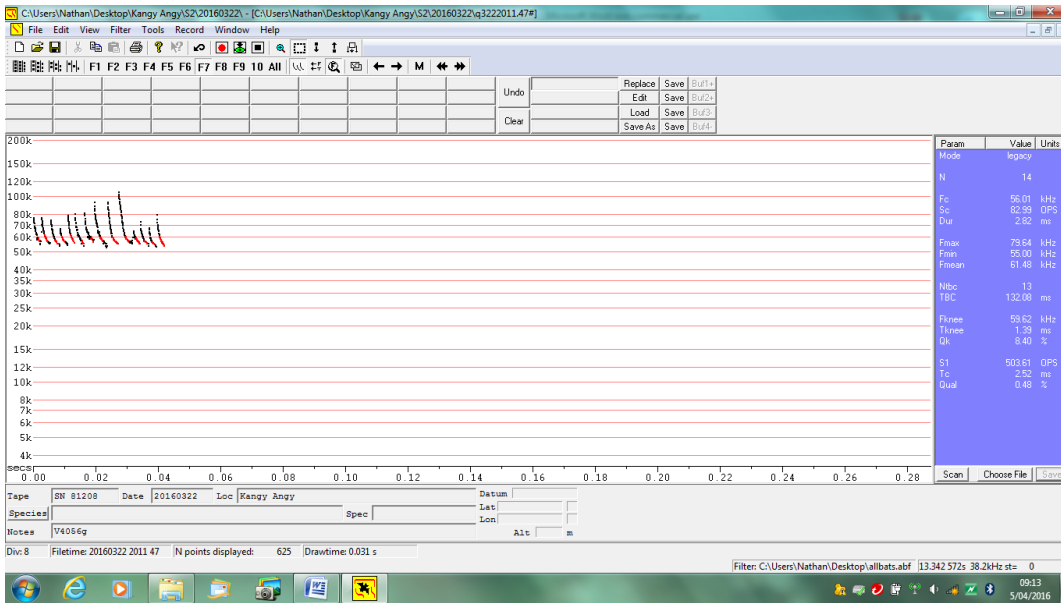 C:\Users\Nathan\Desktop\Kangy Angy\S2\20160322\ - [C:\Users\Nathan\Desktop\Kangy Angy\S2\20160322\q3222011.47#]
File Edit View Filter Tools Record Window Help
F1 F2 F3 F4 F5 F6 F7 F8 F9 10 All M
Undo Replace Save Buf1+
Edit Save Buf2+
Clear Load Save Buf3-
Save As Save Buf4-
200k
150k
120k
100k
80k
70k
60k
50k
40k
35k
30k
25k
20k
15k
12k
10k
8k
7k
6k
5k
4k
secs
0.00 0.02 0.04 0.06 0.08 0.10 0.12 0.14 0.16 0.18 0.20 0.22 0.24 0.26 0.28
Param Value Units
Mode legacy
N 14
Fc 56.01 kHz
Sc 82.99 OPS
Dur 2.82 ms
Fmax 79.64 kHz
Fmin 55.00 kHz
Fmean 61.48 kHz
Ntbc 13
TBC 132.08 ms
Fknee 59.62 kHz
Tknee 1.39 ms
Qk 8.40 %
S1 503.61 OPS
Tc 2.52 ms
Qual 0.48 %
Scan Choose File Save
Tape SN 81208 Date 20160322 Loc Kangy Angy Datum
Species Spec Lat
Lon
Notes V4056g Alt m
Div: 8 Filetime: 20160322 2011 47 N points displayed: 625 Drawtime: 0.031 s
Filter: C:\Users\Nathan\Desktop\allbats.abf 13.342 572s 38.2kHz st= 0
09:13
5/04/2016